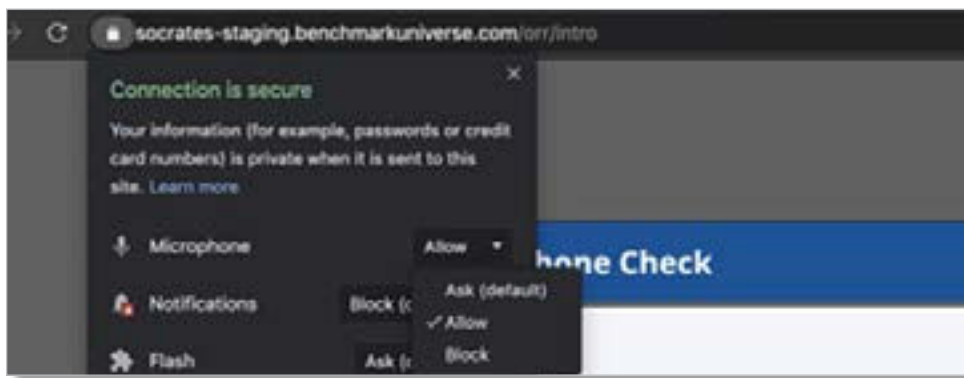 socrates-staging.benchmarkuniverse.com/orr/intro
Connection is secure
Your information (for example, passwords or credit
card numbers) is private when it is sent to this
site. Learn more
Microphone
Allow
hone Check
Ask (default)
Notifications
Block (
Allow
Flash
Ask (
Block